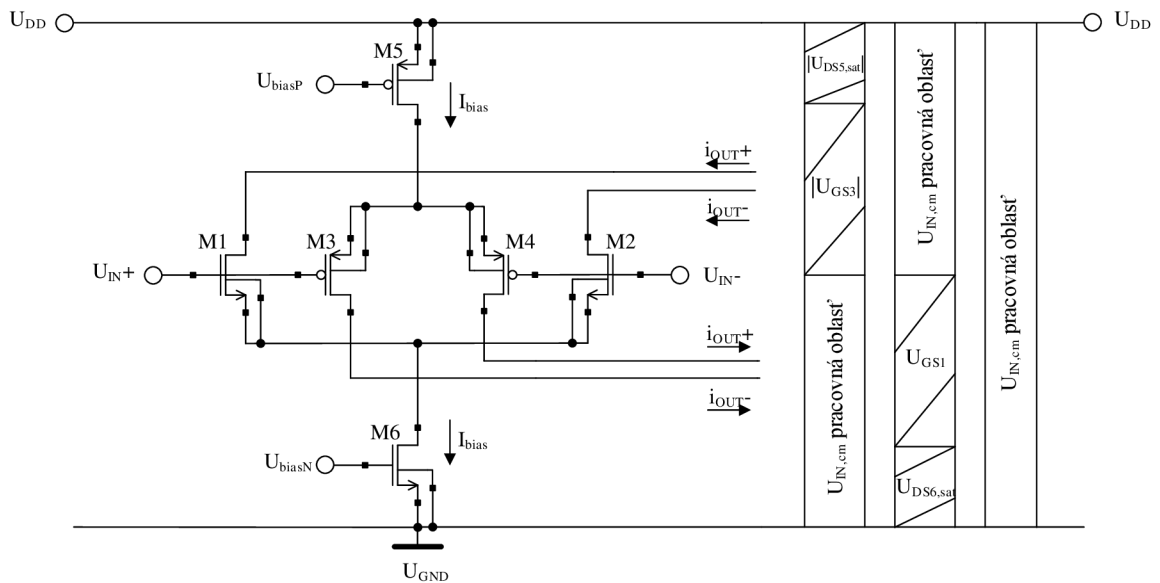 U_DD
U_DD
M5
U_biasP
I_bias
i_OUT+
i_OUT-
M1
M3
M4
M2
U_IN+
U_IN-
i_OUT+
i_OUT-
M6
U_biasN
I_bias
U_GND
|U_DS5,sat|
|U_GS3|
U_IN,cm pracovná oblasť
U_IN,cm pracovná oblasť
U_GS1
U_DS6,sat
U_IN,cm pracovná oblasť